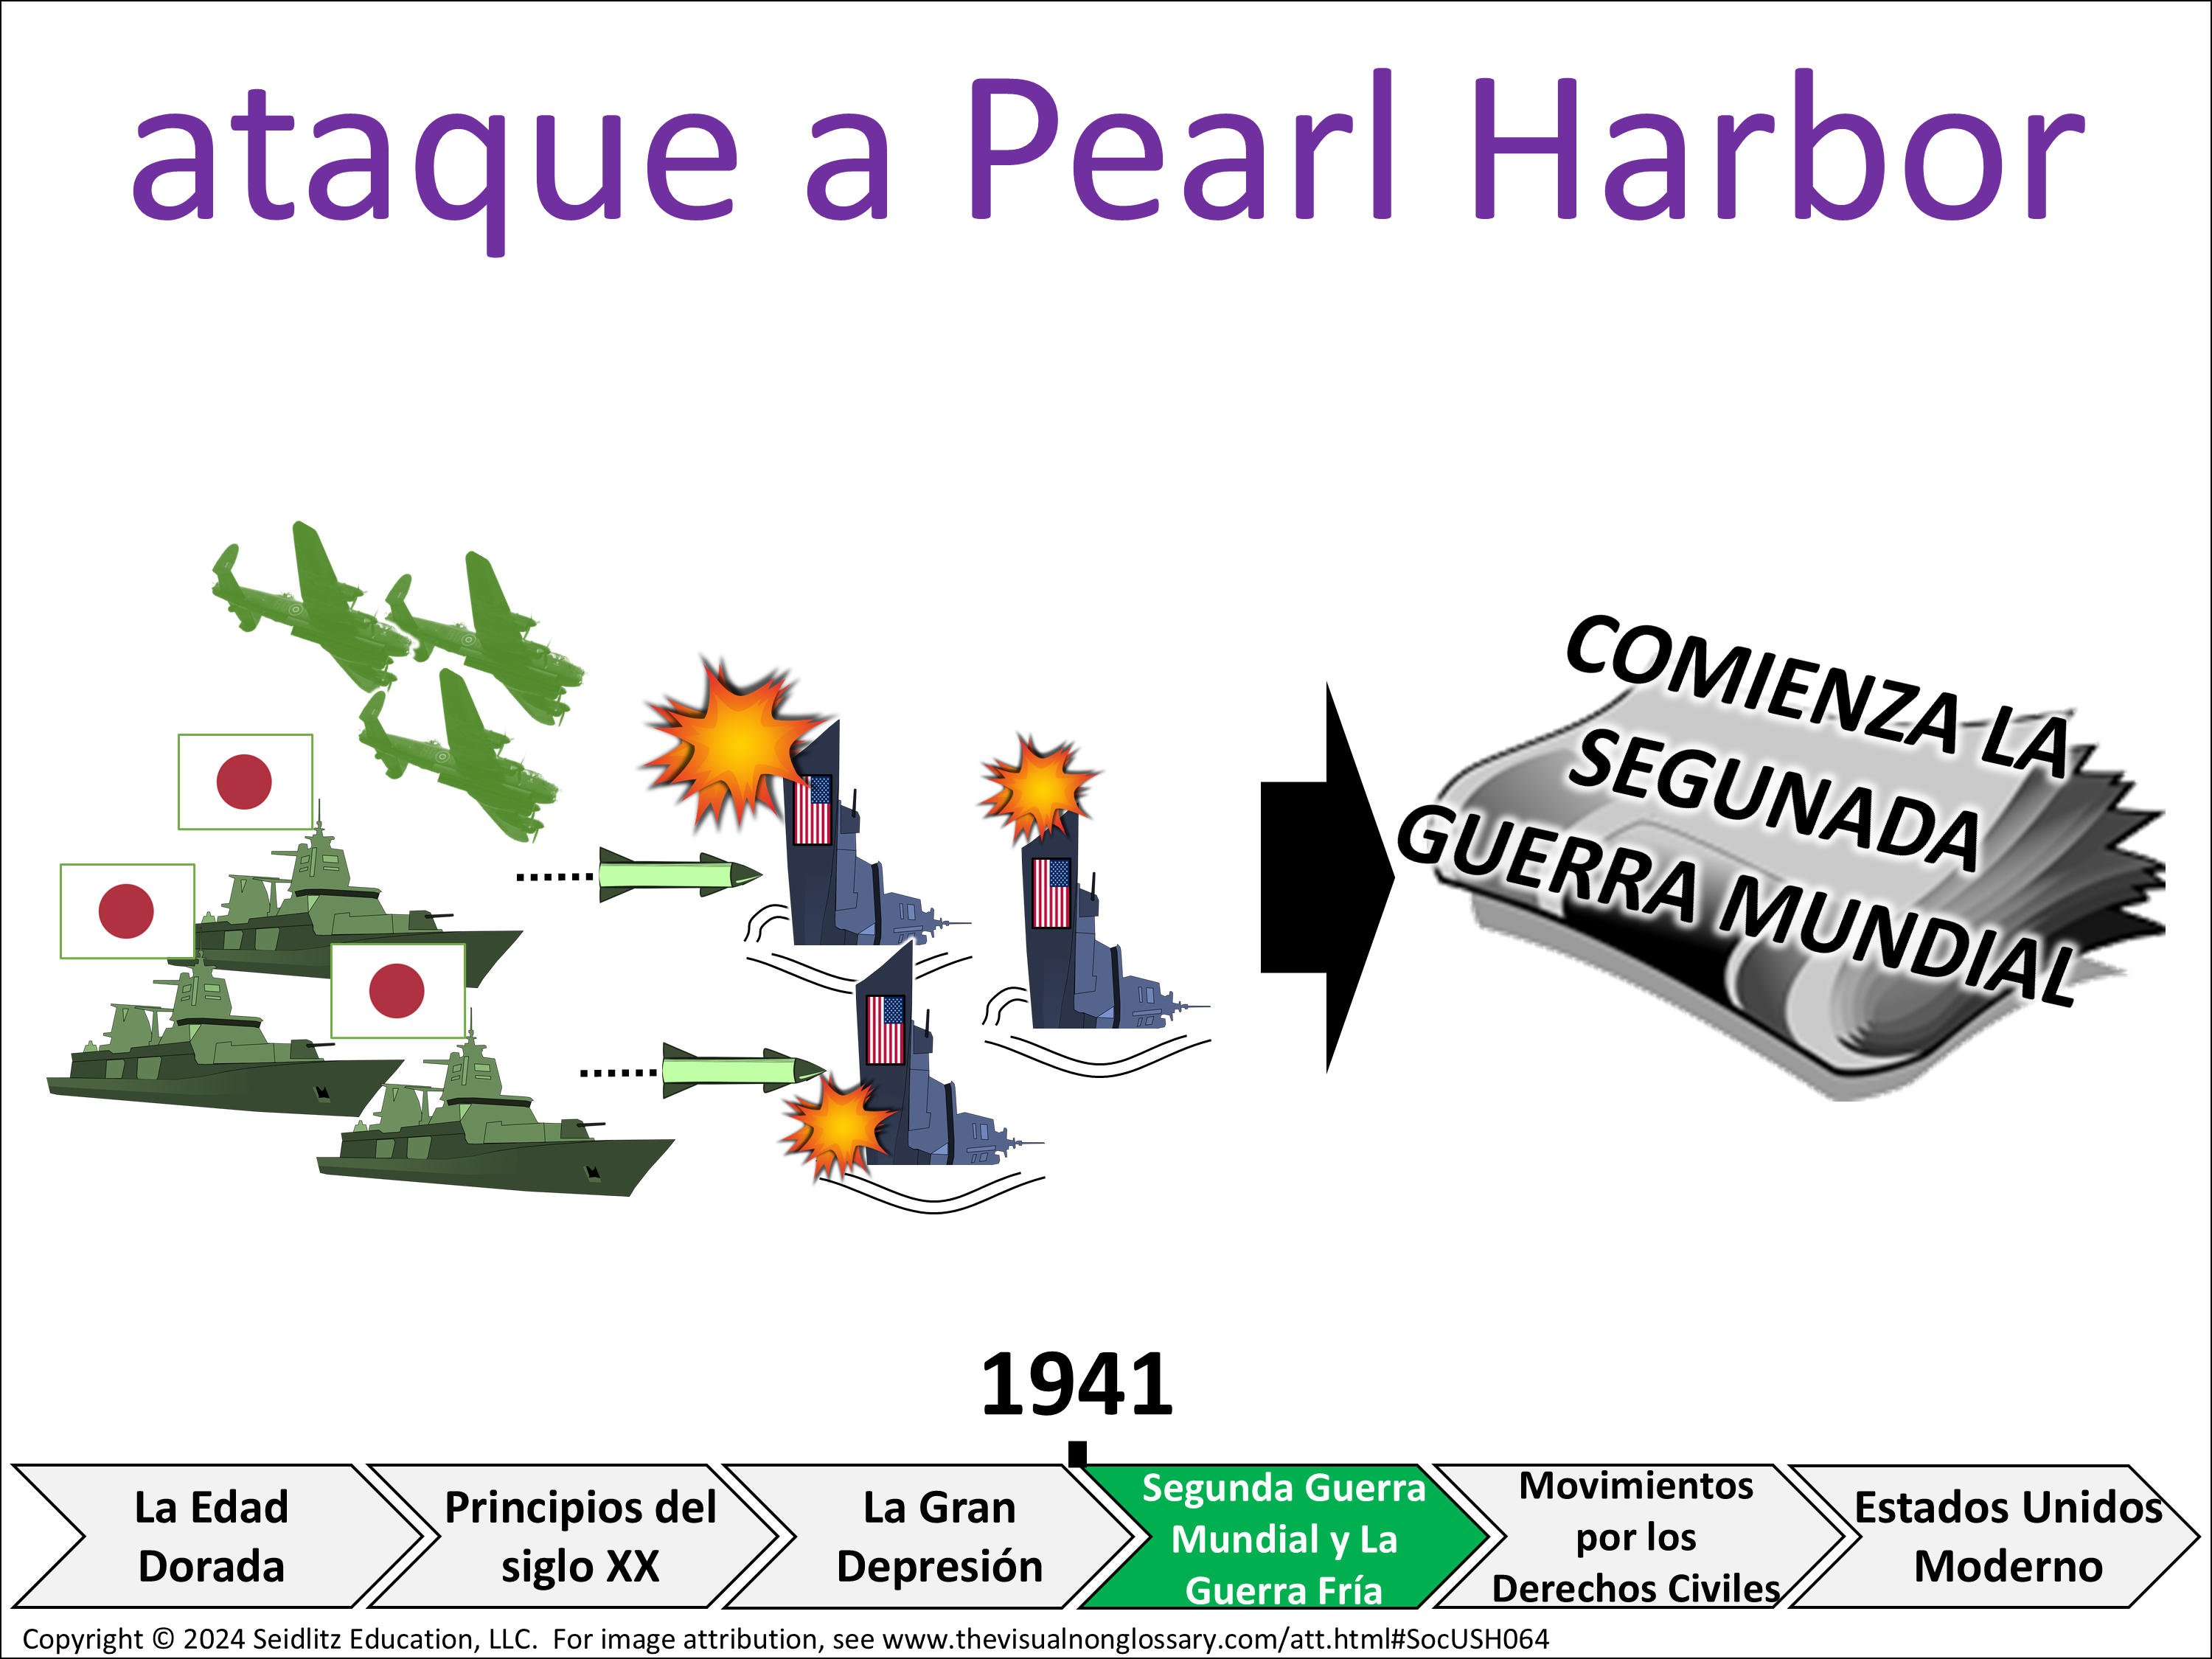 ataque a Pearl Harbor
COMIENZA LA
SEGUNADA
GUERRA MUNDIAL
1941
La Edad
Dorada
Principios del
siglo XX
La Gran
Depresión
Segunda Guerra
Mundial y La
Guerra Fría
Movimientos
por los
Derechos Civiles
Estados Unidos
Moderno
Copyright © 2024 Seidlitz Education, LLC.  For image attribution, see www.thevisualnonglossary.com/att.html#SocUSH064